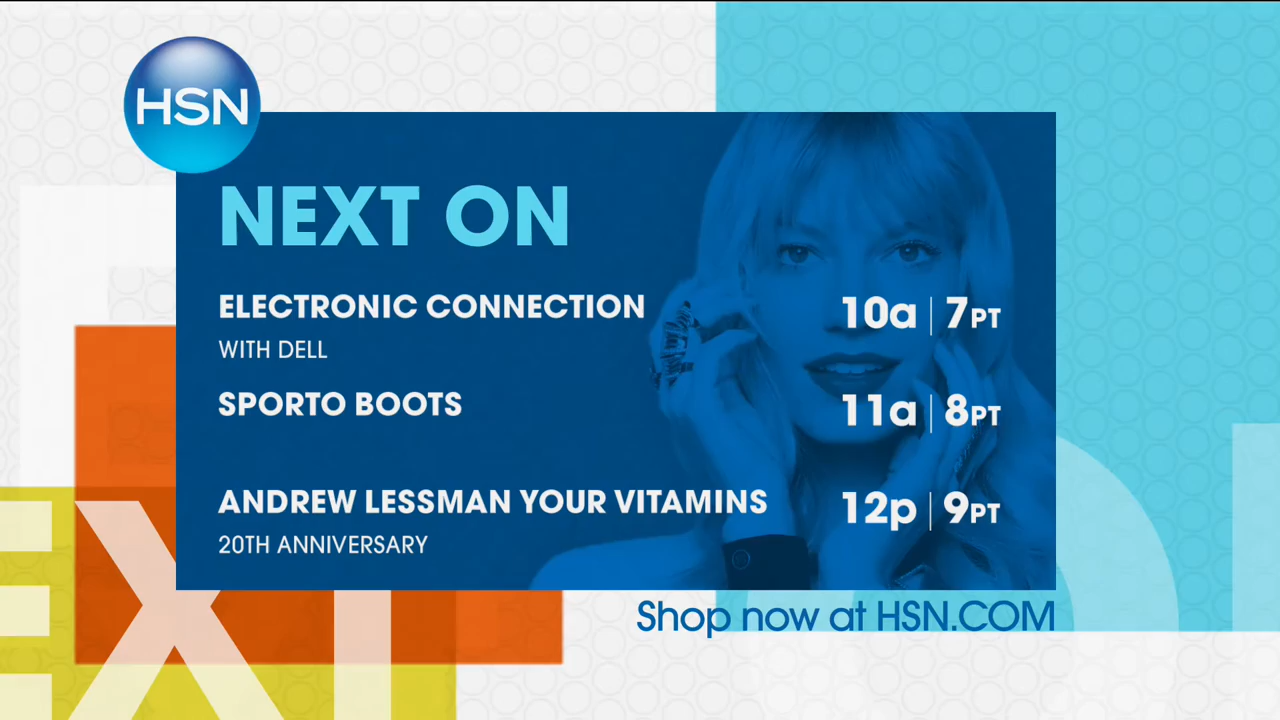 HSN
NEXT ON
ELECTRONIC CONNECTION 10a | 7PT
WITH DELL
SPORTO BOOTS 11a | 8PT
ANDREW LESSMAN YOUR VITAMINS 12p | 9PT
20TH ANNIVERSARY
Shop now at HSN.COM
EXT